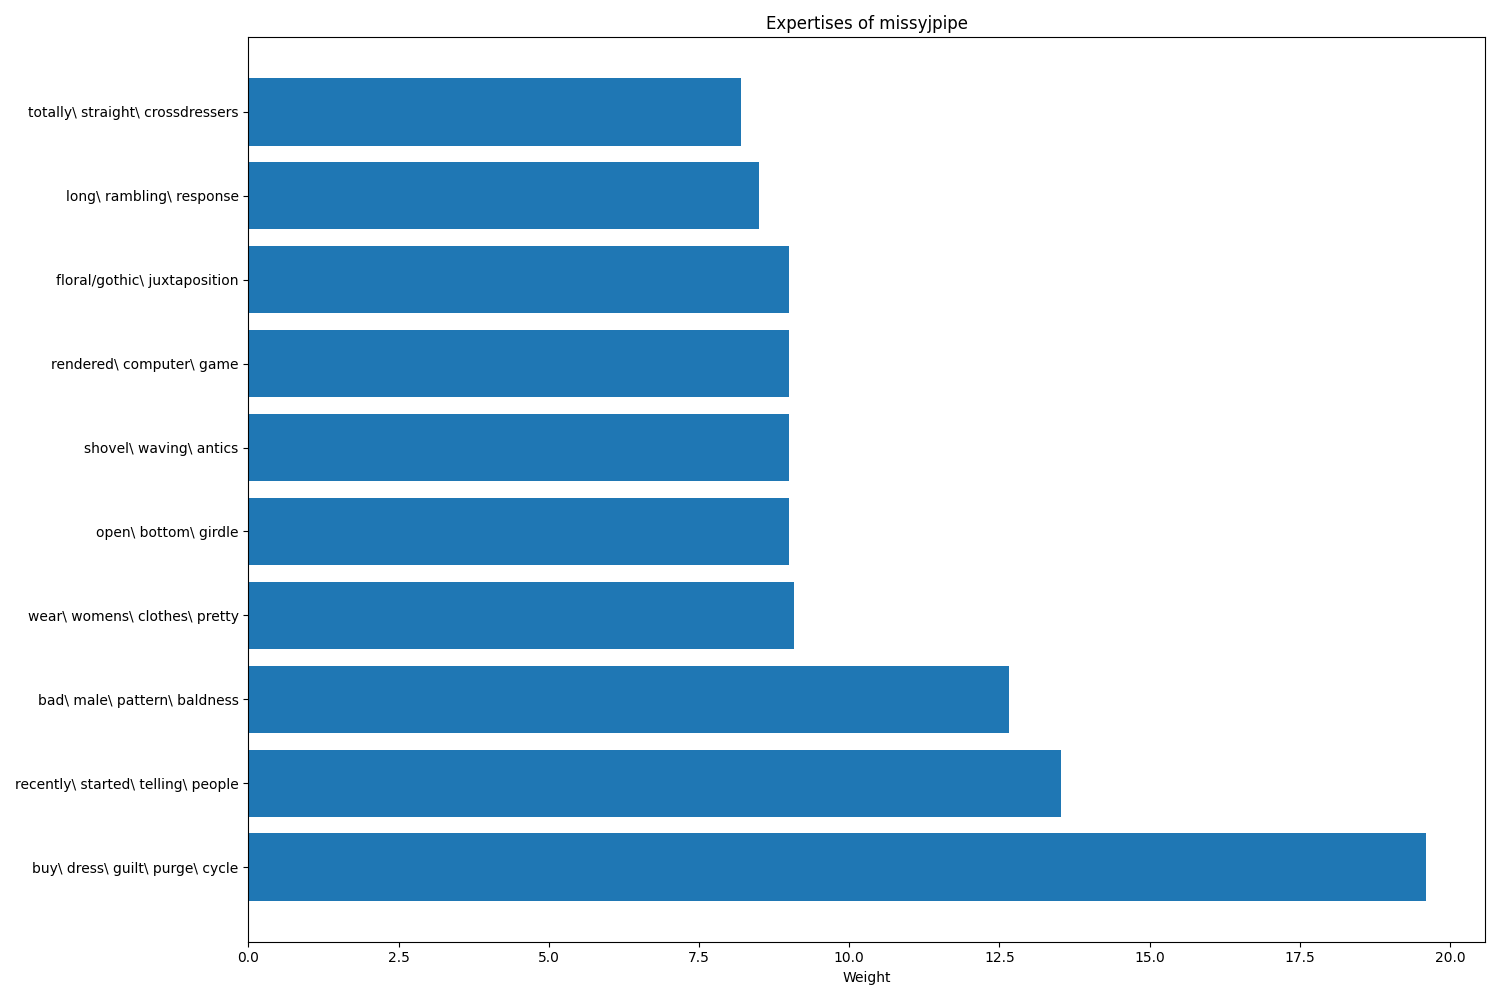 Expertises of missyjpipe
totally\ straight\ crossdressers
long\ rambling\ response
floral/gothic\ juxtaposition
rendered\ computer\ game
shovel\ waving\ antics
open\ bottom\ girdle
wear\ womens\ clothes\ pretty
bad\ male\ pattern\ baldness
recently\ started\ telling\ people
buy\ dress\ guilt\ purge\ cycle
0.0 2.5 5.0 7.5 10.0 12.5 15.0 17.5 20.0
Weight